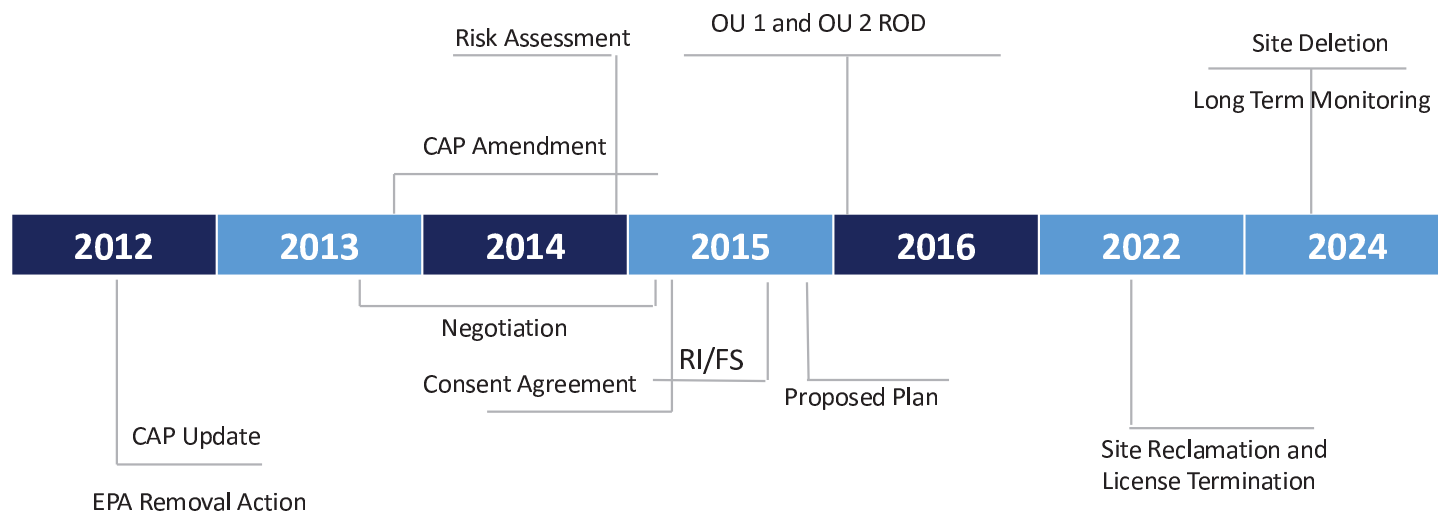 OU 1 and OU 2 ROD
Risk Assessment
Site Deletion
Long Term Monitoring
CAP Amendment
2012
2013
2014
2015
2016
2022
2024
Negotiation
RI/FS
Consent Agreement
Proposed Plan
CAP Update
Site Reclamation and
License Termination
EPA Removal Action